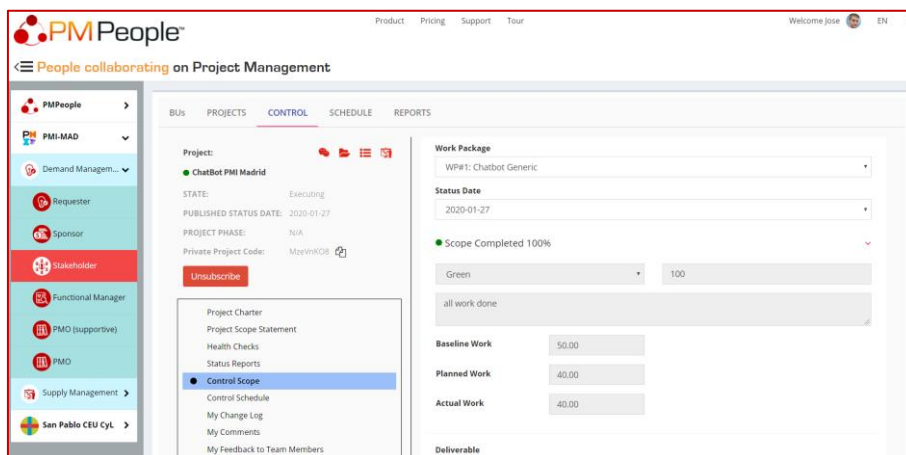 PMPeople™
Product Pricing Support Tour
Welcome Jose EN
People collaborating on Project Management
PMPeople
PMI-MAD
Demand Managem...
Requester
Sponsor
Stakeholder
Functional Manager
PMO (supportive)
PMO
Supply Management
San Pablo CEU CyL
BUs PROJECTS CONTROL SCHEDULE REPORTS
Project:
ChatBot PMI Madrid
STATE: Executing
PUBLISHED STATUS DATE: 2020-01-27
PROJECT PHASE: N/A
Private Project Code: MzeVnKO8
Unsubscribe
Project Charter
Project Scope Statement
Health Checks
Status Reports
Control Scope
Control Schedule
My Change Log
My Comments
My Feedback to Team Members
Work Package
WP#1: Chatbot Generic
Status Date
2020-01-27
Scope Completed 100%
Green 100
all work done
Baseline Work 50.00
Planned Work 40.00
Actual Work 40.00
Deliverable